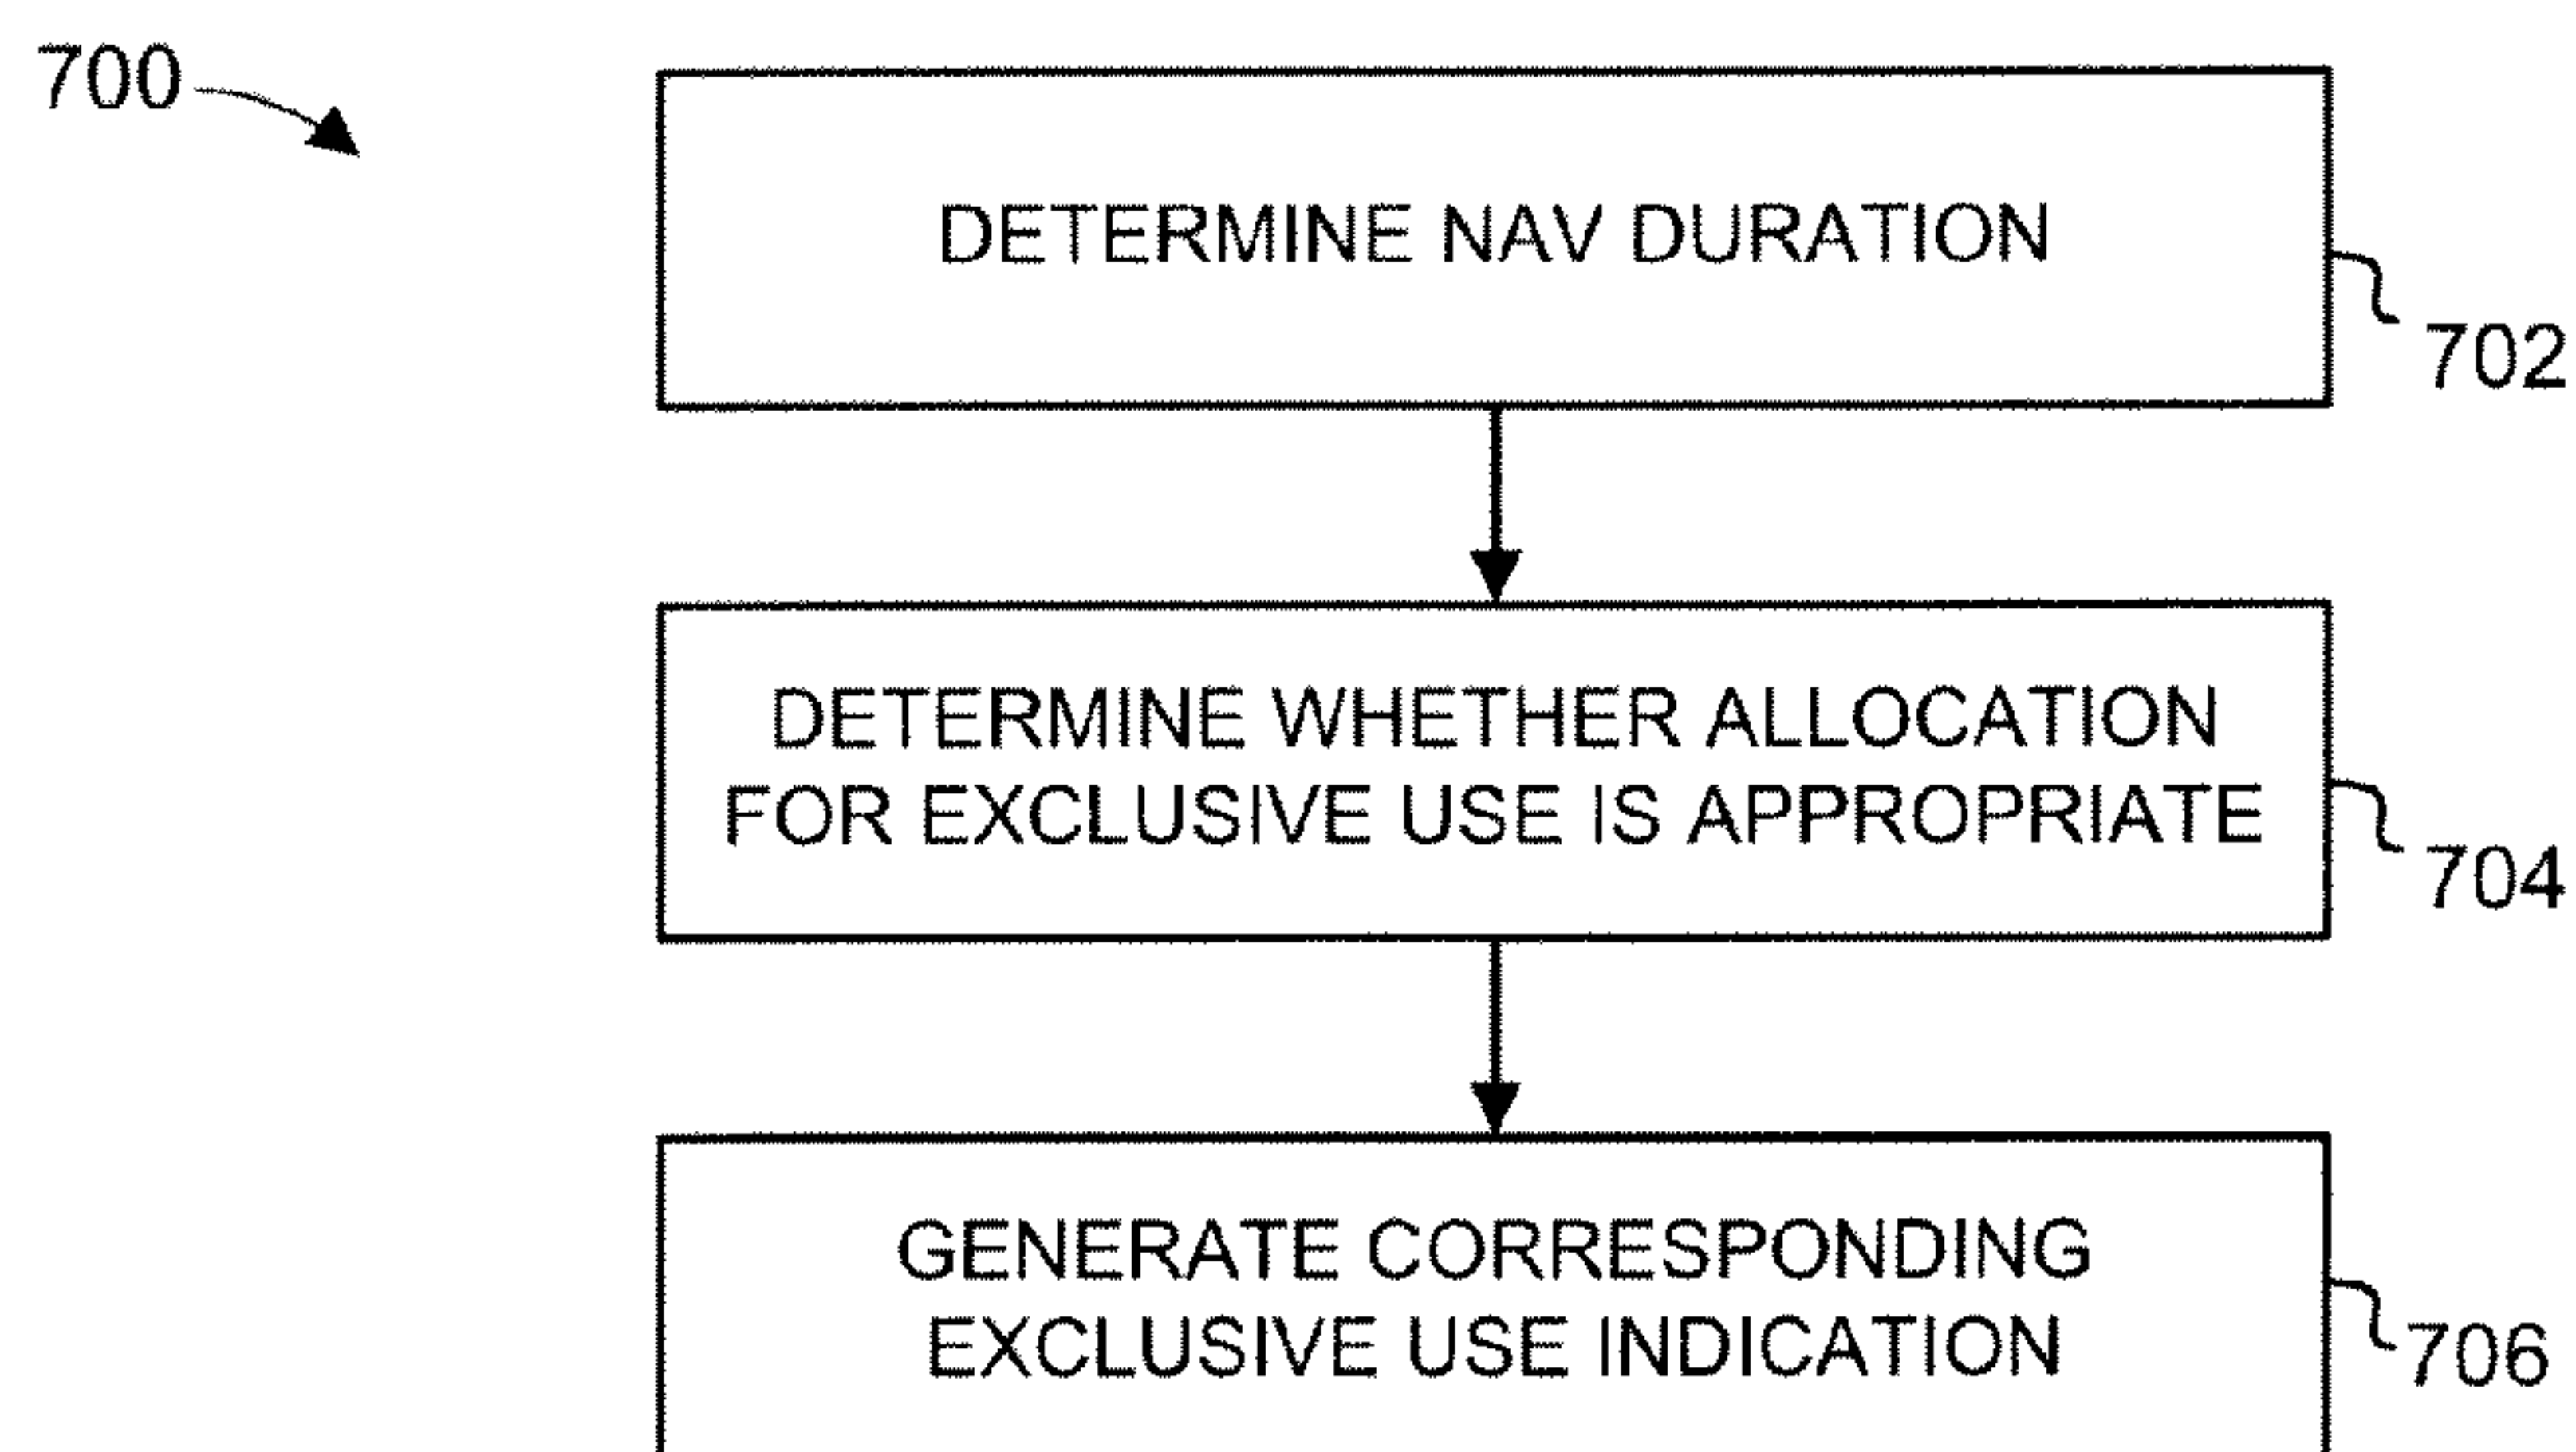 700
DETERMINE NAV DURATION
702
DETERMINE WHETHER ALLOCATION
FOR EXCLUSIVE USE IS APPROPRIATE
704
GENERATE CORRESPONDING
EXCLUSIVE USE INDICATION
706